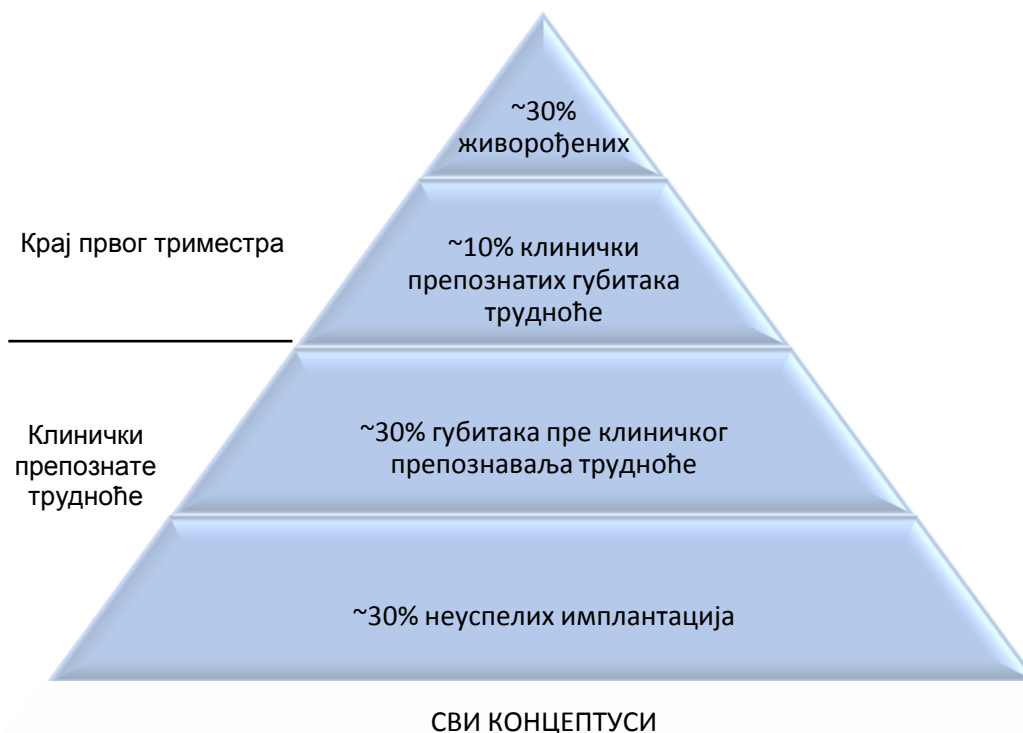 ~30%
живорођених
Крај првог триместра
~10% клинички
препознатих губитака
трудноће
Клинички
препознате
трудноће
~30% губитака пре клиничког
препознаваља трудноће
~30% неуспелих имплантација
СВИ КОНЦЕПТУСИ